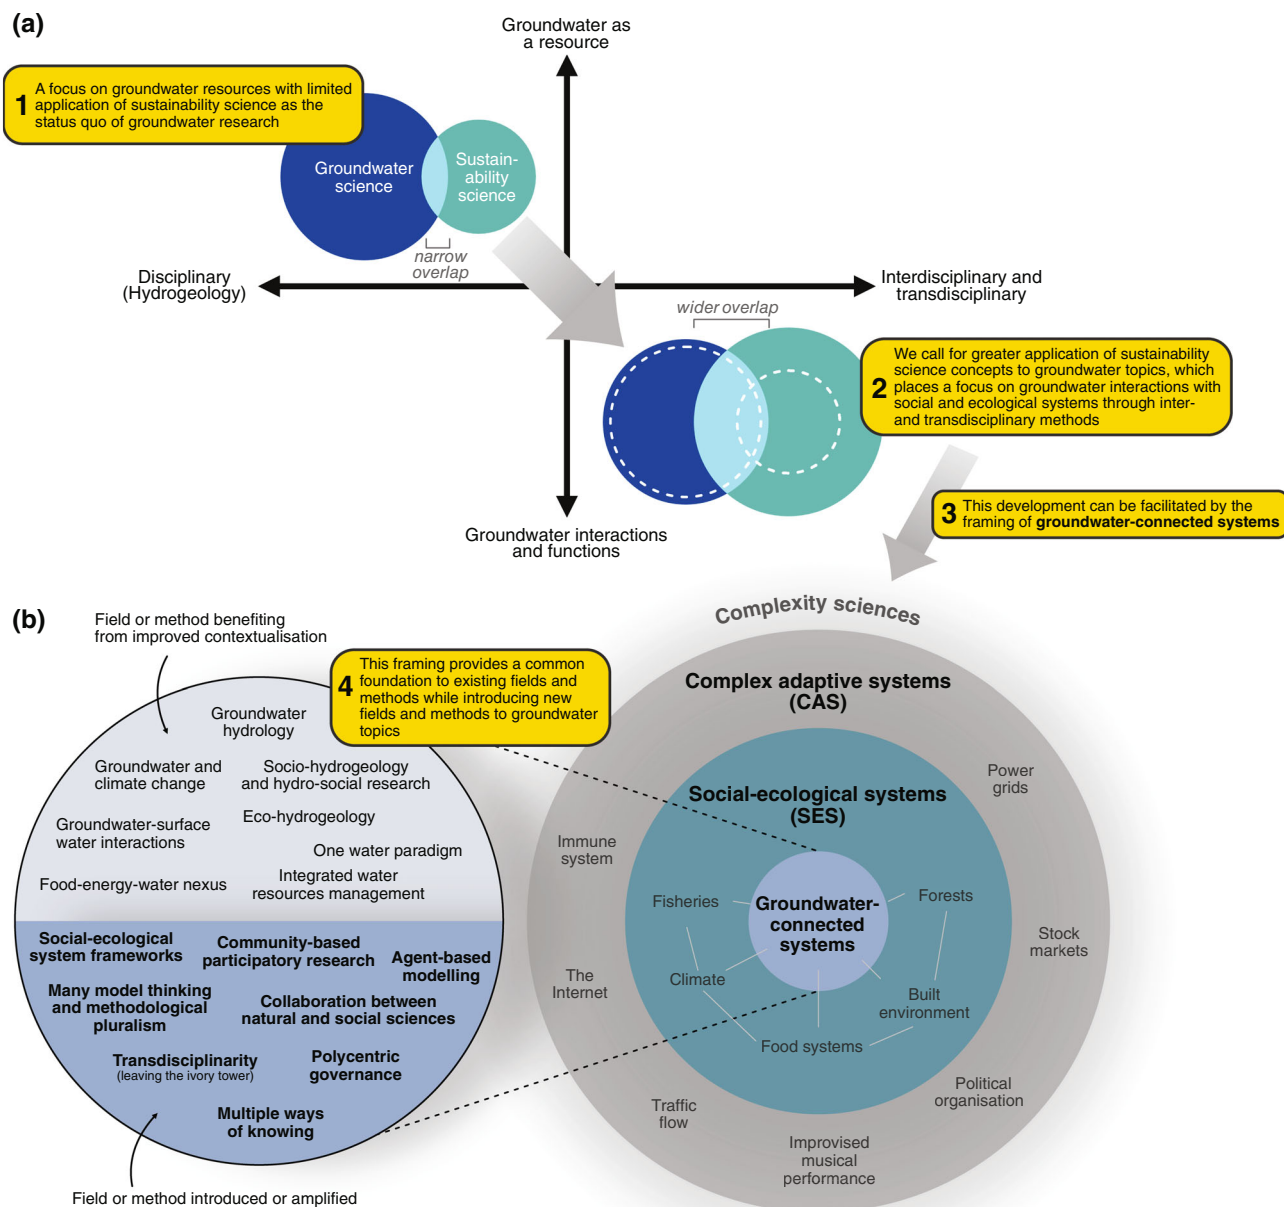 (a)
Groundwater as
a resource
1
A focus on groundwater resources with limited
application of sustainability science as the
status quo of groundwater research
Groundwater
science
Sustain-
ability
science
narrow
overlap
Disciplinary
(Hydrogeology)
Interdisciplinary and
transdisciplinary
wider overlap
2
We call for greater application of sustainability
science concepts to groundwater topics, which
places a focus on groundwater interactions with
social and ecological systems through inter-
and transdisciplinary methods
3
This development can be facilitated by the
framing of groundwater-connected systems
Groundwater interactions
and functions
(b)
Field or method benefiting
from improved contextualisation
4
This framing provides a common
foundation to existing fields and
methods while introducing new
fields and methods to groundwater
topics
Groundwater
hydrology
Groundwater and
climate change
Socio-hydrogeology
and hydro-social research
Groundwater-surface
water interactions
Eco-hydrogeology
One water paradigm
Food-energy-water nexus
Integrated water
resources management
Social-ecological
system frameworks
Community-based
participatory research
Agent-based
modelling
Many model thinking
and methodological
pluralism
Collaboration between
natural and social sciences
Transdisciplinarity
(leaving the ivory tower)
Polycentric
governance
Multiple ways
of knowing
Field or method introduced or amplified
Complexity sciences
Complex adaptive systems
(CAS)
Power
grids
Social-ecological systems
(SES)
Immune
system
Fisheries
Forests
Groundwater-
connected
systems
Stock
markets
The
Internet
Climate
Built
environment
Food systems
Political
organisation
Traffic
flow
Improvised
musical
performance